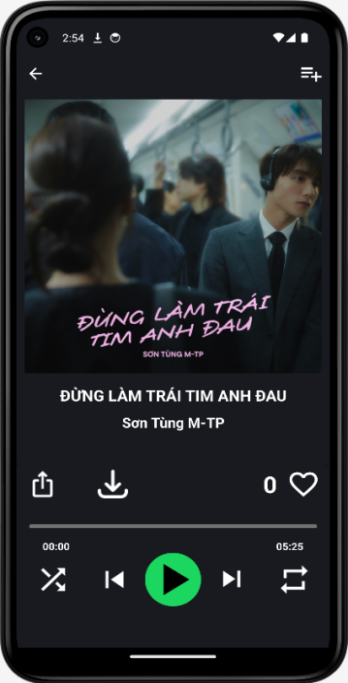 2:54
ĐỪNG LÀM TRÁI
TIM ANH ĐAU
SƠN TÙNG M-TP
ĐỪNG LÀM TRÁI TIM ANH ĐAU
Sơn Tùng M-TP
0
00:00
05:25